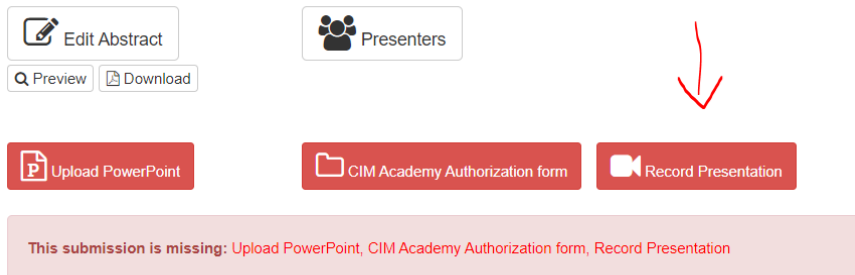 Edit Abstract
Presenters
Preview
Download
Upload PowerPoint
CIM Academy Authorization form
Record Presentation
This submission is missing: Upload PowerPoint, CIM Academy Authorization form, Record Presentation